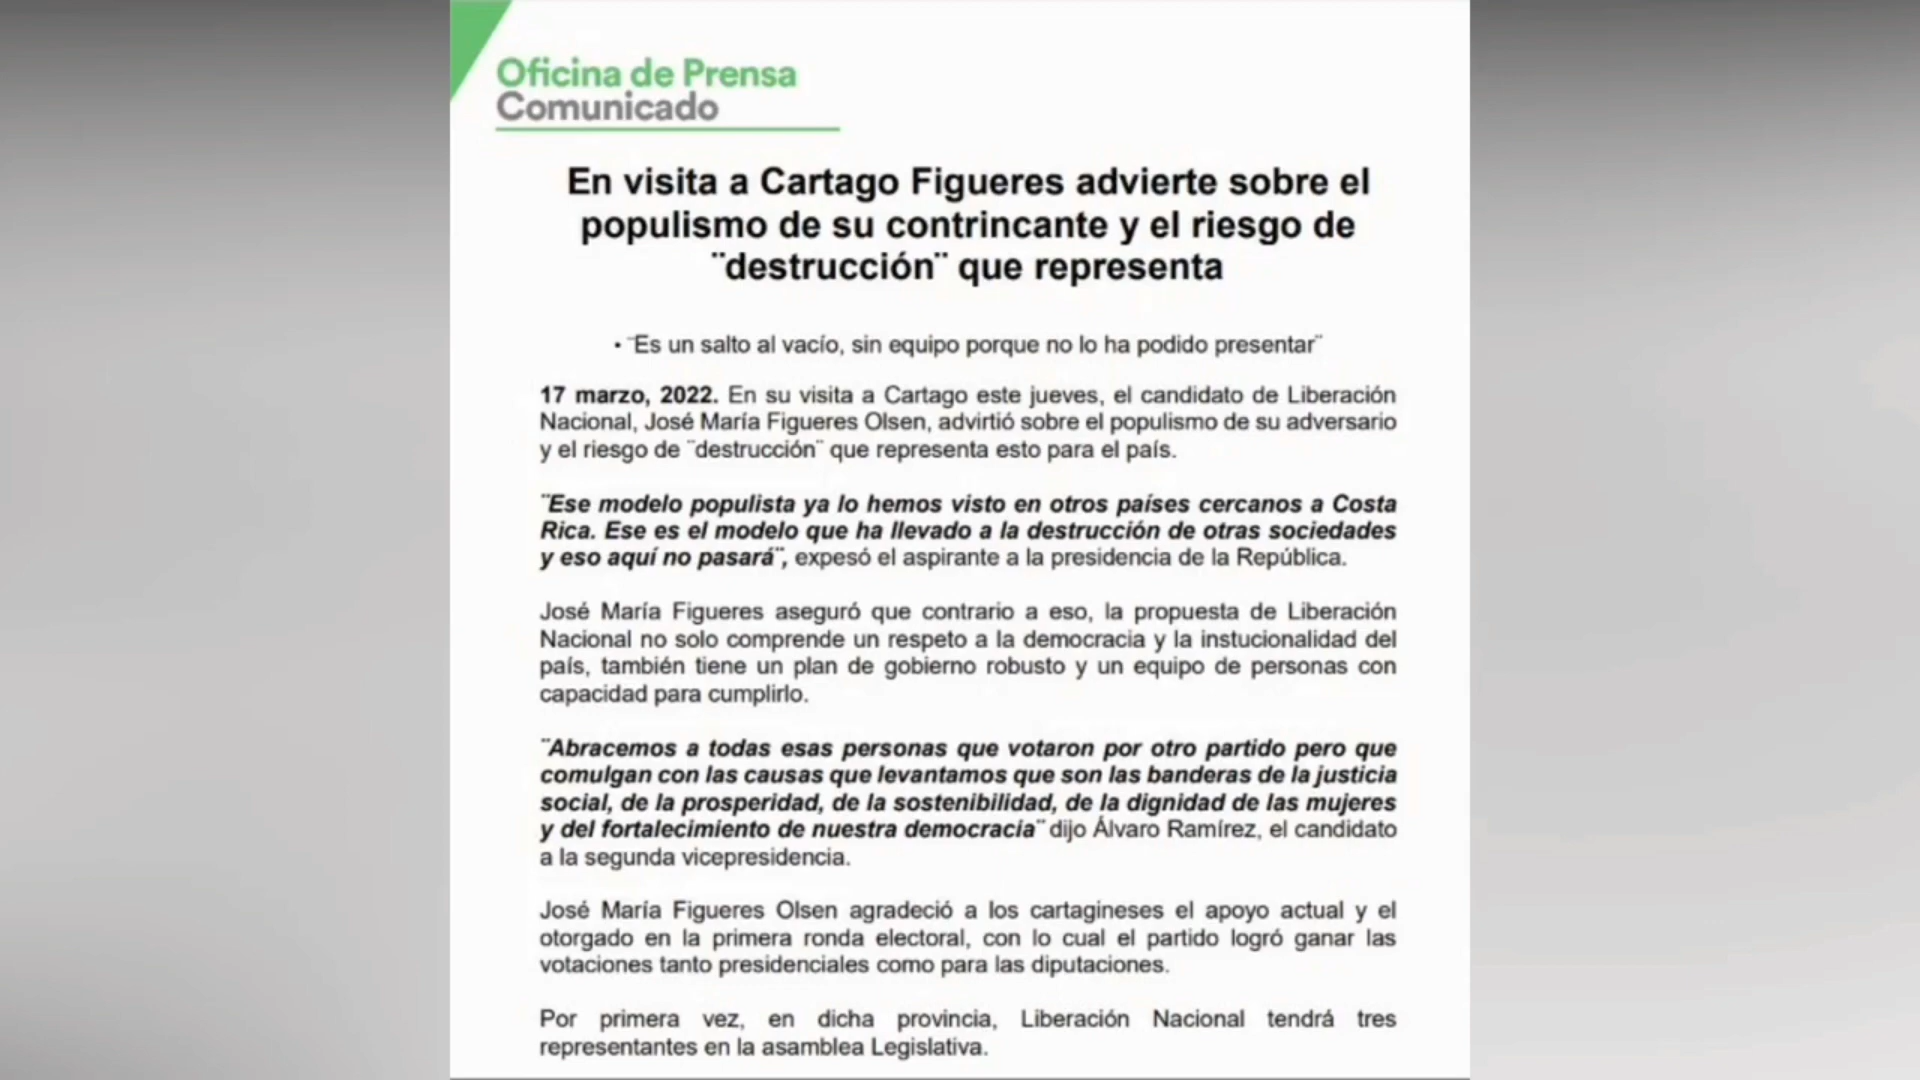 Oficina de Prensa
Comunicado
En visita a Cartago Figueres advierte sobre el
populismo de su contrincante y el riesgo de
¨destrucción¨ que representa
• ¨Es un salto al vacío, sin equipo porque no lo ha podido presentar¨
17 marzo, 2022. En su visita a Cartago este jueves, el candidato de Liberación
Nacional, José María Figueres Olsen, advirtió sobre el populismo de su adversario
y el riesgo de ¨destrucción¨ que representa esto para el país.
¨Ese modelo populista ya lo hemos visto en otros países cercanos a Costa
Rica. Ese es el modelo que ha llevado a la destrucción de otras sociedades
y eso aquí no pasará¨, expesó el aspirante a la presidencia de la República.
José María Figueres aseguró que contrario a eso, la propuesta de Liberación
Nacional no solo comprende un respeto a la democracia y la instucionalidad del
país, también tiene un plan de gobierno robusto y un equipo de personas con
capacidad para cumplirlo.
¨Abracemos a todas esas personas que votaron por otro partido pero que
comulgan con las causas que levantamos que son las banderas de la justicia
social, de la prosperidad, de la sostenibilidad, de la dignidad de las mujeres
y del fortalecimiento de nuestra democracia¨ dijo Álvaro Ramírez, el candidato
a la segunda vicepresidencia.
José María Figueres Olsen agradeció a los cartagineses el apoyo actual y el
otorgado en la primera ronda electoral, con lo cual el partido logró ganar las
votaciones tanto presidenciales como para las diputaciones.
Por primera vez, en dicha provincia, Liberación Nacional tendrá tres
representantes en la asamblea Legislativa.